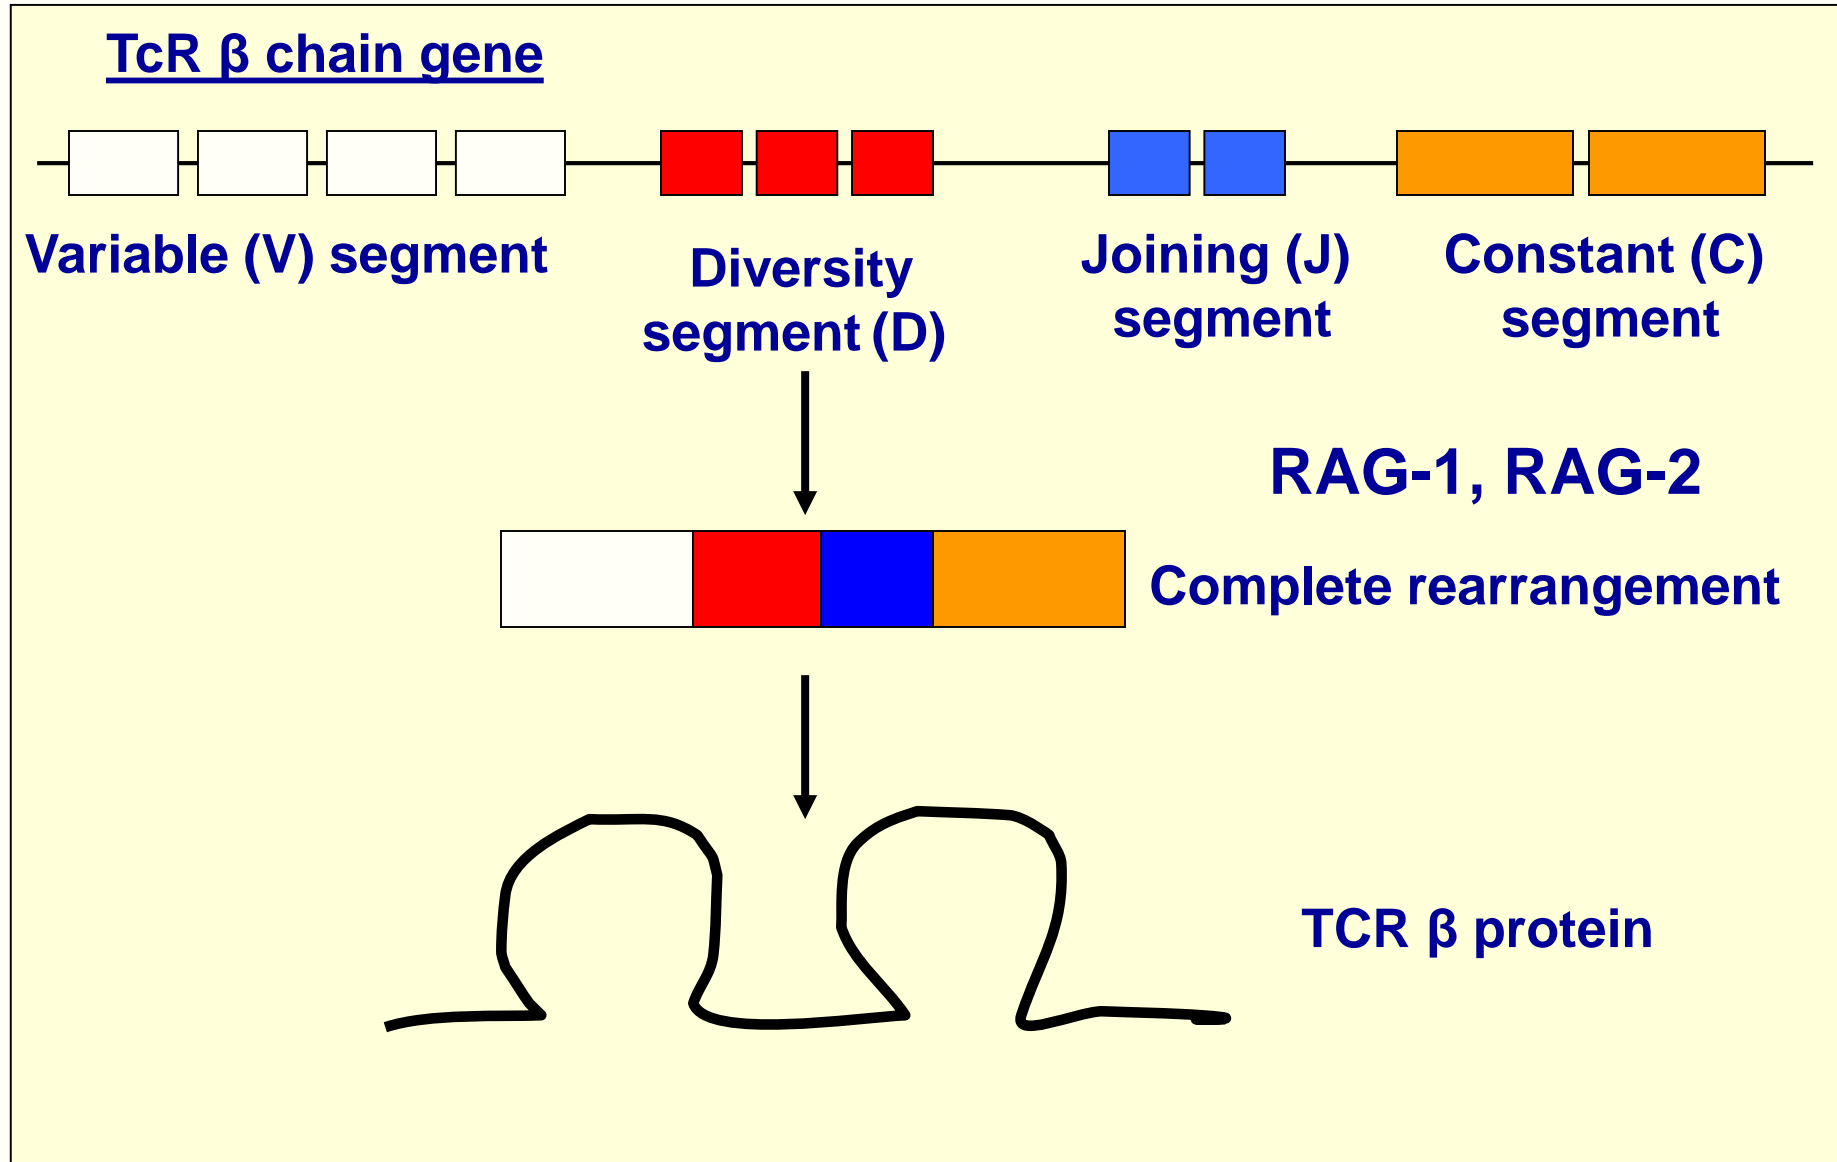 TcR β chain gene
Variable (V) segment
Diversity
segment (D)
Joining (J)
segment
Constant (C)
segment
RAG-1, RAG-2
Complete rearrangement
TCR β protein